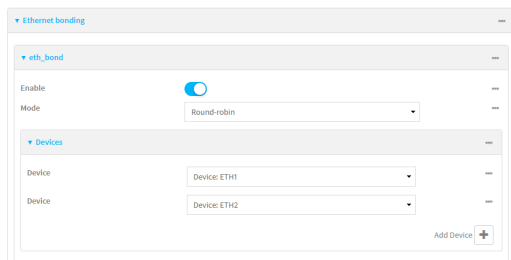 Ethernet bonding
eth_bond
Enable
Mode
Round-robin
Devices
Device
Device: ETH1
Device
Device: ETH2
Add Device